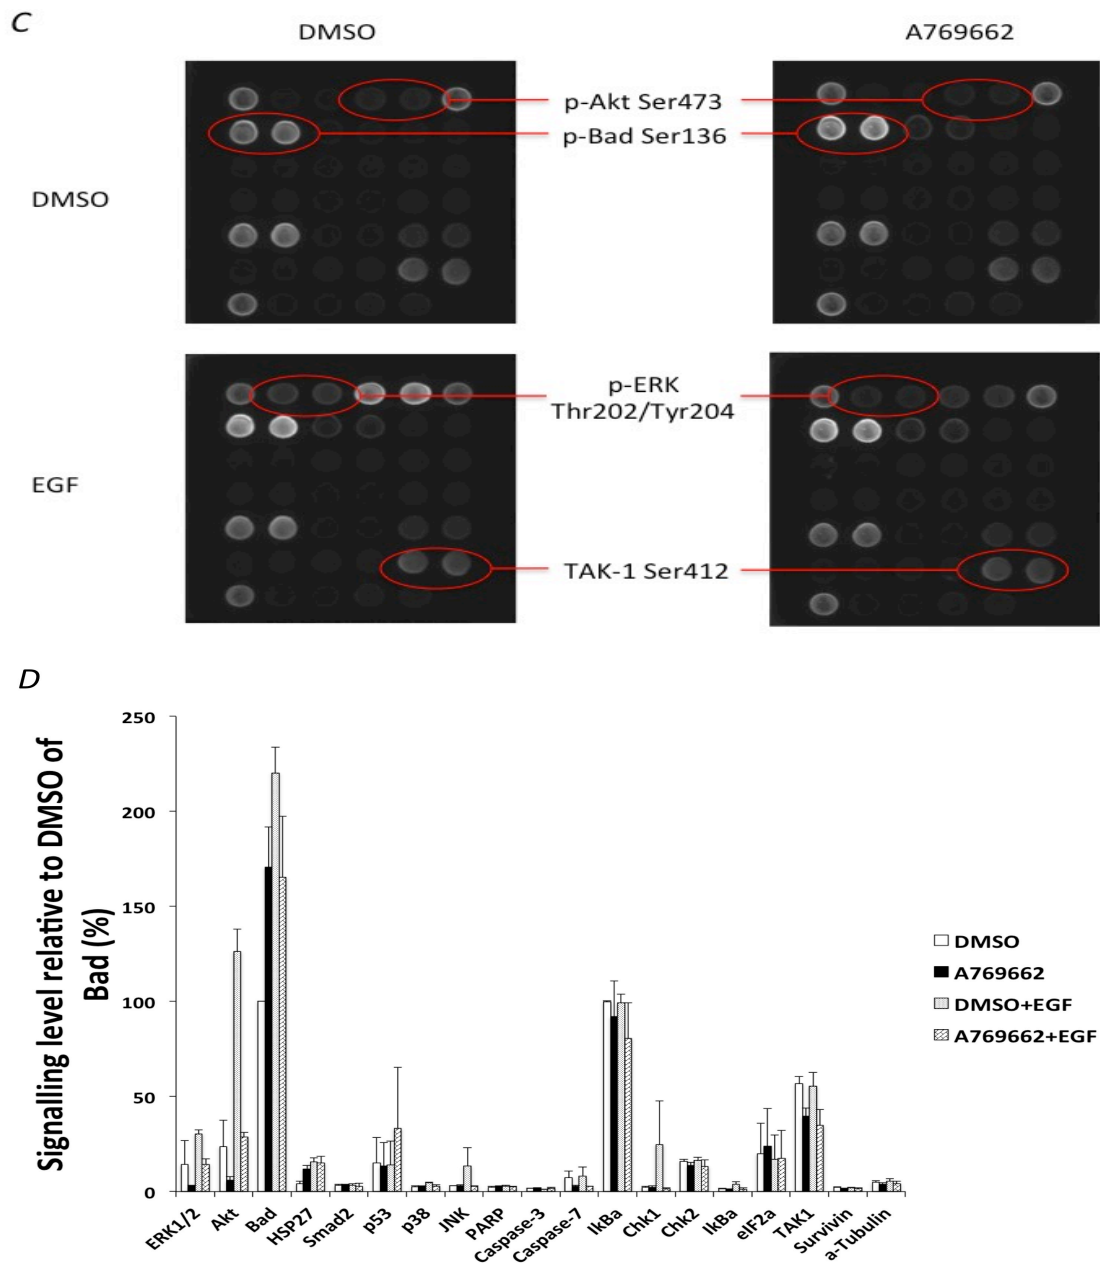 C
DMSO
A769662
p-Akt Ser473
p-Bad Ser136
DMSO
p-ERK
Thr202/Tyr204
EGF
TAK-1 Ser412
D
Signalling level relative to DMSO of
Bad (%)
250
200
150
100
50
0
DMSO
A769662
DMSO+EGF
A769662+EGF
ERK1/2
Akt
Bad
HSP27
Smad2
p53
p38
JNK
PARP
Caspase-3
Caspase-7
IkBa
Chk1
Chk2
IkBa
eIF2a
TAK1
Survivin
a-Tubulin